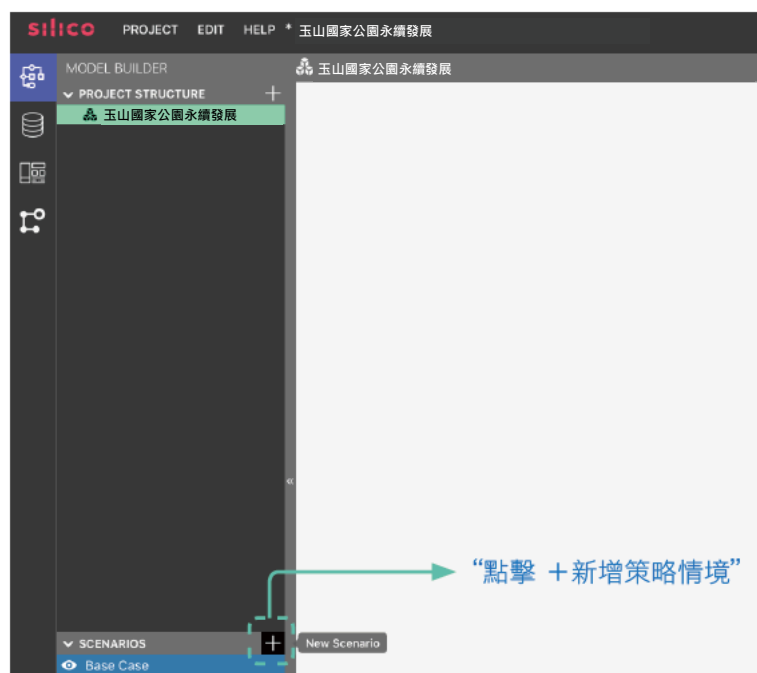 silico PROJECT EDIT HELP * 玉山國家公園永續發展
MODEL BUILDER
玉山國家公園永續發展
PROJECT STRUCTURE +
玉山國家公園永續發展
«
“點擊 ＋新增策略情境”
SCENARIOS + New Scenario
Base Case